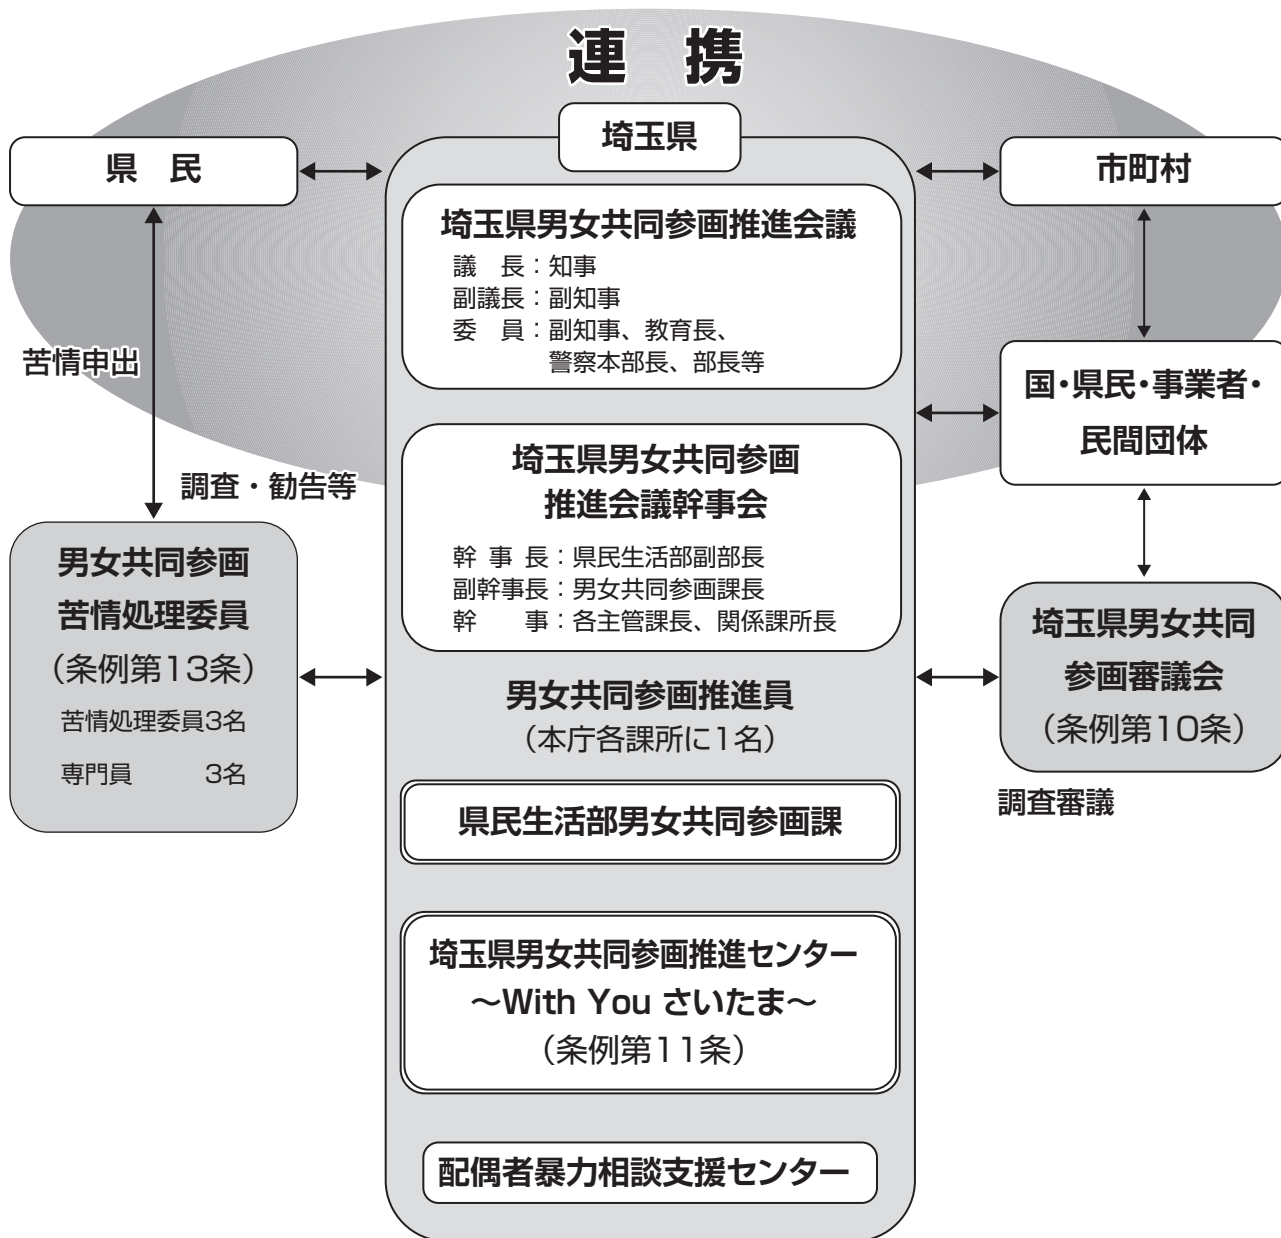 連　携
埼玉県
県　民
市町村
埼玉県男女共同参画推進会議
議　長：知事
副議長：副知事
委　員：副知事、教育長、
警察本部長、部長等
苦情申出
調査・勧告等
国・県民・事業者・
民間団体
埼玉県男女共同参画
推進会議幹事会
幹 事 長：県民生活部副部長
副幹事長：男女共同参画課長
幹　　事：各主管課長、関係課所長
男女共同参画
苦情処理委員
（条例第13条）
苦情処理委員3名
専門員　　　3名
男女共同参画推進員
（本庁各課所に1名）
埼玉県男女共同
参画審議会
（条例第10条）
調査審議
県民生活部男女共同参画課
埼玉県男女共同参画推進センター
～With You さいたま～
（条例第11条）
配偶者暴力相談支援センター